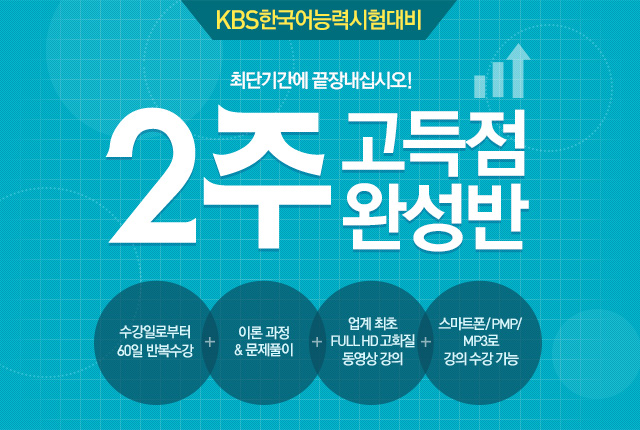 KBS한국어능력시험대비
최단기간에 끝장내십시오!
2주 고득점
완성반
수강일로부터
60일 반복수강
+
이론 과정
& 문제풀이
+
업계 최초
FULL HD 고화질
동영상 강의
+
스마트폰/PMP/
MP3로
강의 수강 가능